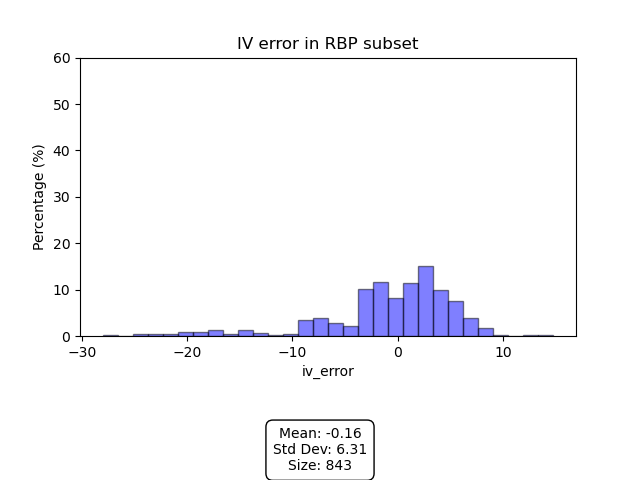 IV error in RBP subset
60
50
40
30
20
10
0
Percentage (%)
−30
−20
−10
0
10
iv_error
Mean: -0.16
Std Dev: 6.31
Size: 843